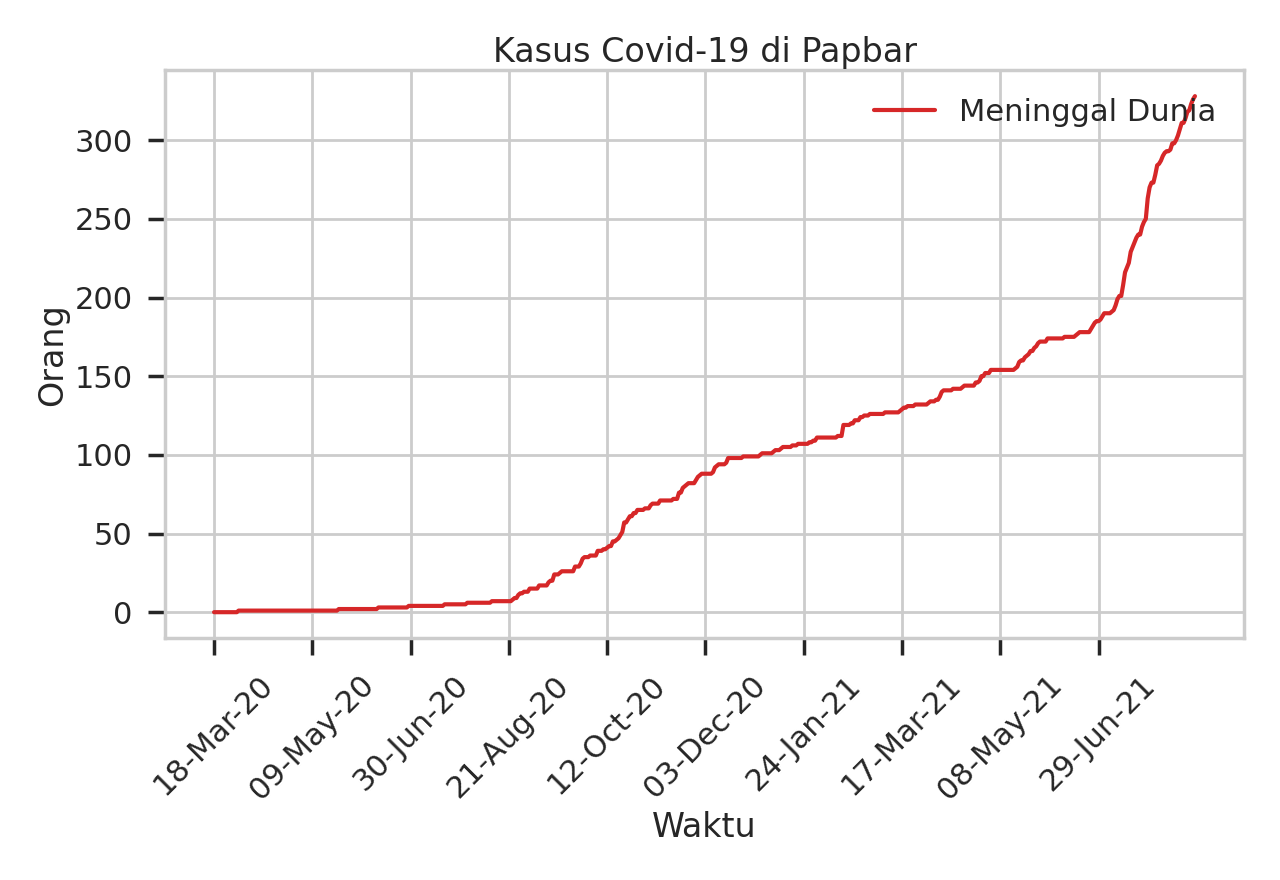 Kasus Covid-19 di Papbar
Meninggal Dunia
300
250
200
150
100
50
0
Orang
18-Mar-20
09-May-20
30-Jun-20
21-Aug-20
12-Oct-20
03-Dec-20
24-Jan-21
17-Mar-21
08-May-21
29-Jun-21
Waktu